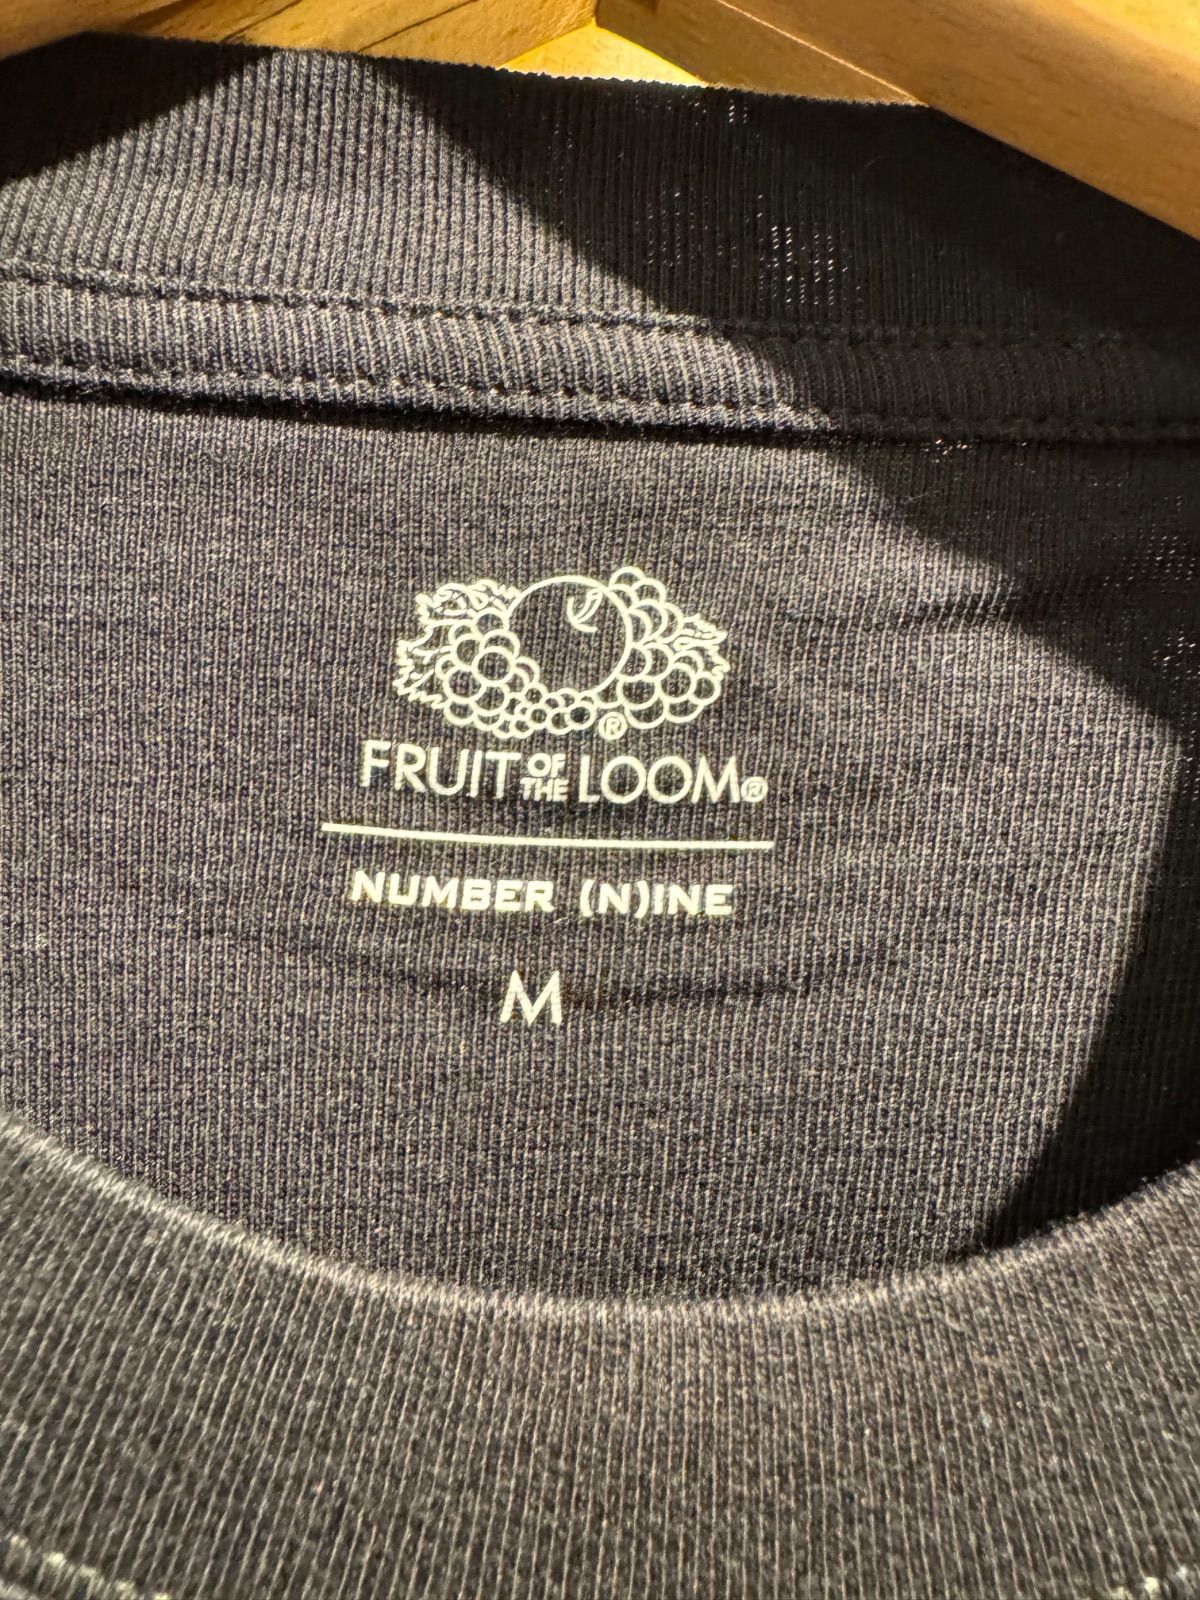 ®
FRUIT OF THE LOOM®
NUMBER (N)INE
M